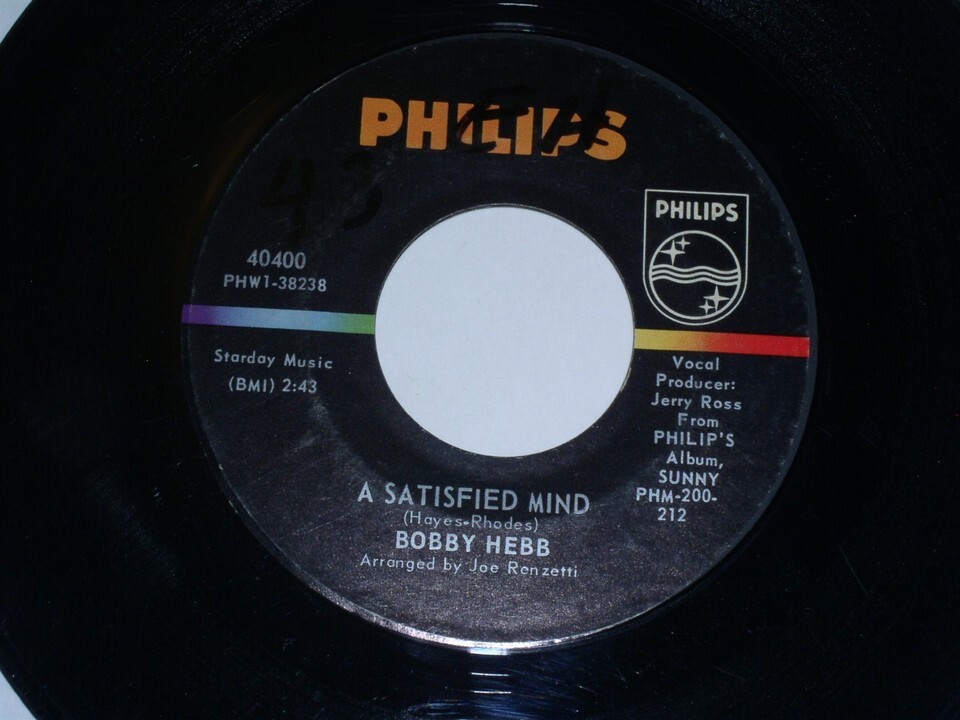 PHILIPS
43
PHILIPS
40400
PHW1-38238
Starday Music
(BMI) 2:43
Vocal
Producer:
Jerry Ross
From
PHILIP'S
Album,
SUNNY
PHM-200-
212
A SATISFIED MIND
(Hayes-Rhodes)
BOBBY HEBB
Arranged by Joe Renzetti